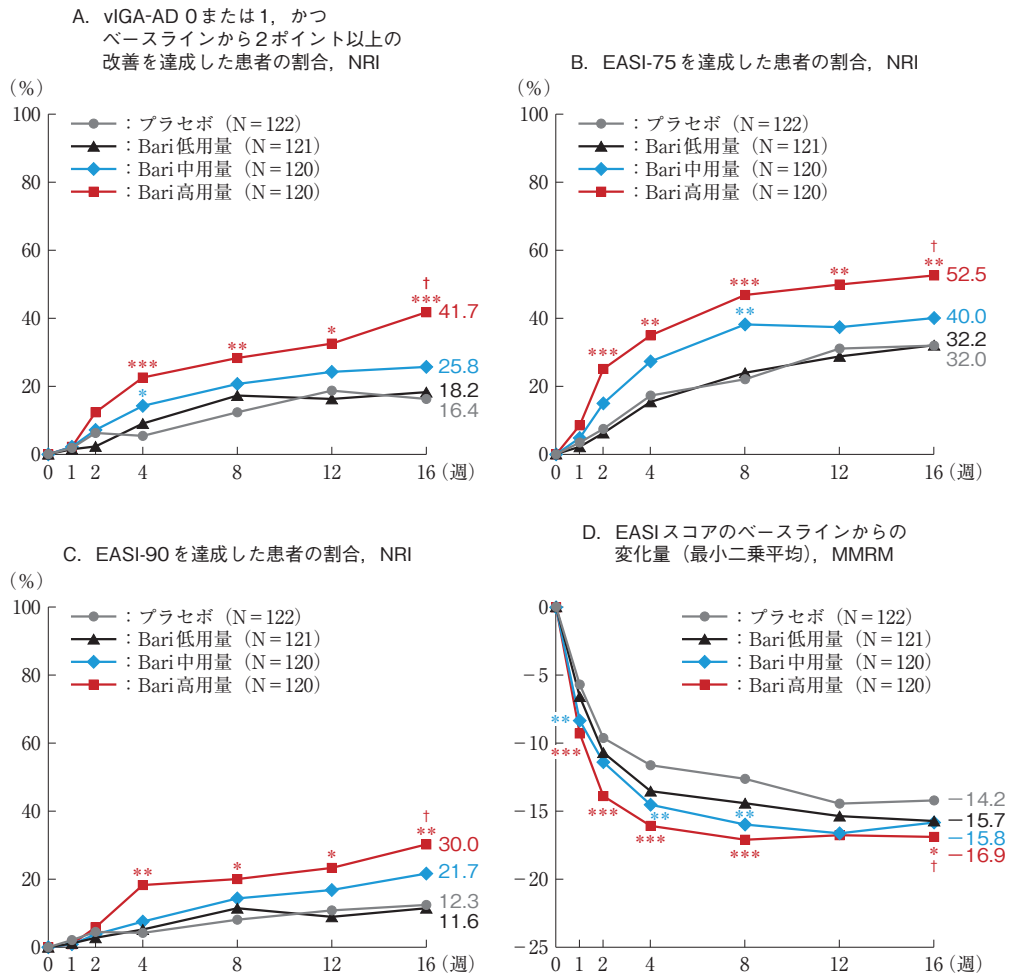 A. vIGA-AD 0または1，かつ
ベースラインから2ポイント以上の
改善を達成した患者の割合，NRI
(%)
100
80
60
40
20
0
：プラセボ（N＝122）
：Bari低用量（N＝121）
：Bari中用量（N＝120）
：Bari高用量（N＝120）
***
*
**
*
†
***
41.7
25.8
18.2
16.4
0 1 2 4 8 12 16（週）
B. EASI-75を達成した患者の割合，NRI
(%)
100
80
60
40
20
0
：プラセボ（N＝122）
：Bari低用量（N＝121）
：Bari中用量（N＝120）
：Bari高用量（N＝120）
***
**
***
**
**
†
**
52.5
40.0
32.2
32.0
0 1 2 4 8 12 16（週）
C. EASI-90を達成した患者の割合，NRI
(%)
100
80
60
40
20
0
：プラセボ（N＝122）
：Bari低用量（N＝121）
：Bari中用量（N＝120）
：Bari高用量（N＝120）
**
*
*
†
**
30.0
21.7
12.3
11.6
0 1 2 4 8 12 16（週）
D. EASIスコアのベースラインからの
変化量（最小二乗平均），MMRM
0
−5
−10
−15
−20
−25
：プラセボ（N＝122）
：Bari低用量（N＝121）
：Bari中用量（N＝120）
：Bari高用量（N＝120）
**
***
***
**
***
**
***
−14.2
−15.7
−15.8
−16.9
*
†
0 1 2 4 8 12 16（週）